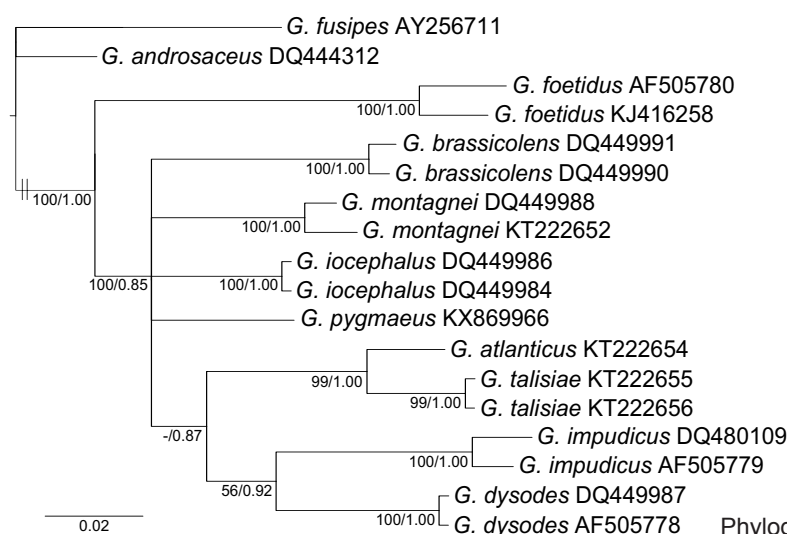 G. fusipes AY256711
G. androsaceus DQ444312
G. foetidus AF505780
100/1.00
G. foetidus KJ416258
G. brassicolens DQ449991
100/1.00
G. brassicolens DQ449990
100/1.00
G. montagnei DQ449988
100/1.00
G. montagnei KT222652
G. iocephalus DQ449986
100/0.85
100/1.00
G. iocephalus DQ449984
G. pygmaeus KX869966
G. atlanticus KT222654
99/1.00
G. talisiae KT222655
99/1.00
G. talisiae KT222656
-/0.87
G. impudicus DQ480109
100/1.00
G. impudicus AF505779
56/0.92
G. dysodes DQ449987
100/1.00
G. dysodes AF505778
0.02